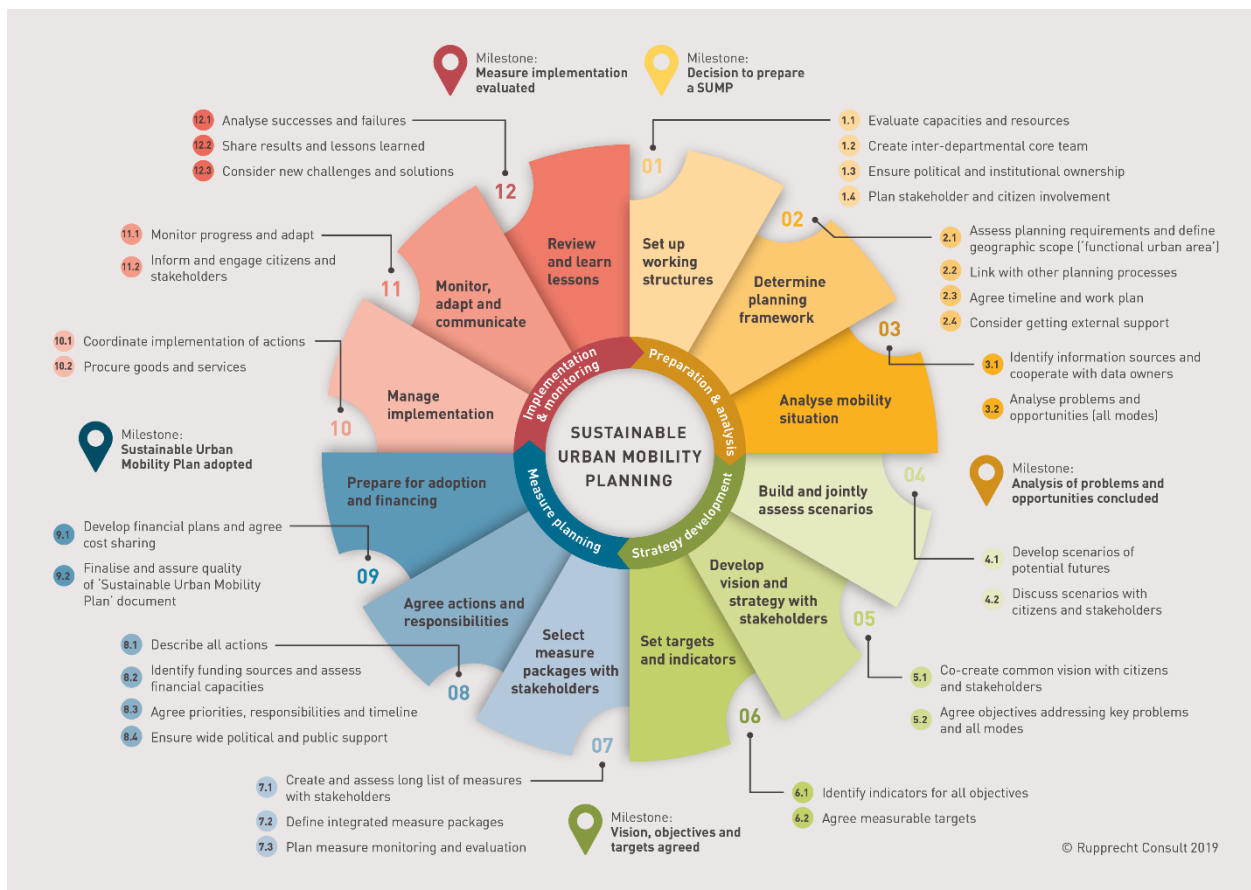 Milestone:
Measure implementation
evaluated
Milestone:
Decision to prepare
a SUMP
12.1 Analyse successes and failures
12.2 Share results and lessons learned
12.3 Consider new challenges and solutions
1.1 Evaluate capacities and resources
1.2 Create inter-departmental core team
1.3 Ensure political and institutional ownership
1.4 Plan stakeholder and citizen involvement
11.1 Monitor progress and adapt
11.2 Inform and engage citizens and
stakeholders
2.1 Assess planning requirements and define
geographic scope (‘functional urban area’)
2.2 Link with other planning processes
2.3 Agree timeline and work plan
2.4 Consider getting external support
10.1 Coordinate implementation of actions
10.2 Procure goods and services
3.1 Identify information sources and
cooperate with data owners
3.2 Analyse problems and
opportunities (all modes)
Milestone:
Sustainable Urban
Mobility Plan adopted
Milestone:
Analysis of problems and
opportunities concluded
01
Set up
working
structures
02
Determine
planning
framework
03
Analyse mobility
situation
04
Build and jointly
assess scenarios
05
Develop
vision and
strategy with
stakeholders
06
Set targets
and indicators
07
Select
measure
packages with
stakeholders
08
Agree actions and
responsibilities
09
Prepare for adoption
and financing
10
Manage
implementation
11
Monitor,
adapt and
communicate
12
Review
and learn
lessons
Preparation & analysis
Strategy development
Measure planning
Implementation
& monitoring
SUSTAINABLE
URBAN MOBILITY
PLANNING
4.1 Develop scenarios of
potential futures
4.2 Discuss scenarios with
citizens and stakeholders
9.1 Develop financial plans and agree
cost sharing
9.2 Finalise and assure quality
of ‘Sustainable Urban Mobility
Plan’ document
5.1 Co-create common vision with citizens
and stakeholders
5.2 Agree objectives addressing key problems
and all modes
8.1 Describe all actions
8.2 Identify funding sources and assess
financial capacities
8.3 Agree priorities, responsibilities and timeline
8.4 Ensure wide political and public support
6.1 Identify indicators for all objectives
6.2 Agree measurable targets
7.1 Create and assess long list of measures
with stakeholders
7.2 Define integrated measure packages
7.3 Plan measure monitoring and evaluation
Milestone:
Vision, objectives and
targets agreed
© Rupprecht Consult 2019